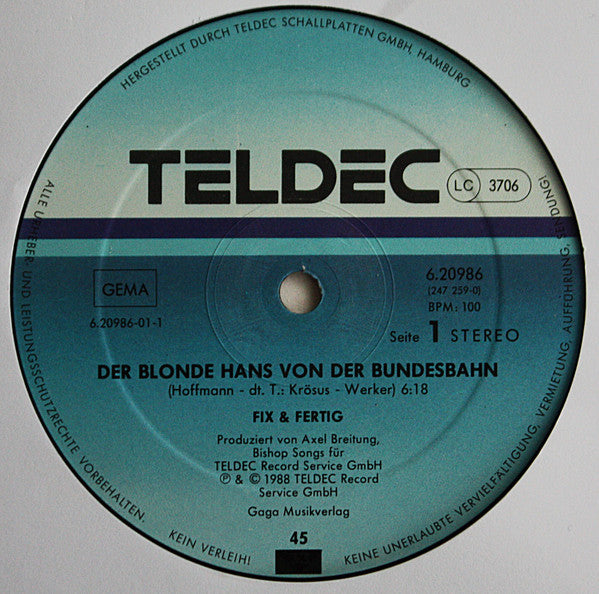 HERGESTELLT DURCH TELDEC SCHALLPLATTEN GMBH, HAMBURG
TELDEC
LC 3706
GEMA
6.20986-01-1
6.20986
(247 259-0)
BPM: 100
Seite 1 STEREO
DER BLONDE HANS VON DER BUNDESBAHN
(Hoffmann - dt. T.: Krösus - Werker) 6:18
FIX & FERTIG
Produziert von Axel Breitung,
Bishop Songs für
TELDEC Record Service GmbH
℗ & © 1988 TELDEC Record
Service GmbH
Gaga Musikverlag
45
ALLE URHEBER- UND LEISTUNGSSCHUTZRECHTE VORBEHALTEN.
KEIN VERLEIH!
KEINE UNERLAUBTE VERVIELFÄLTIGUNG, VERMIETUNG, AUFFÜHRUNG, SENDUNG!